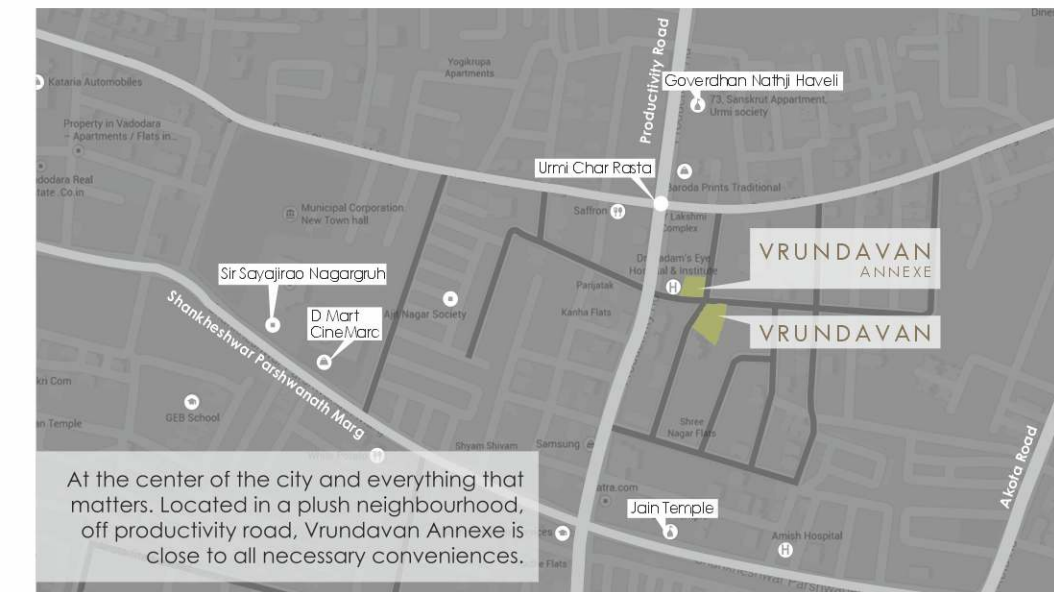 Yogikrupa
Apartments
Kataria Automobiles
Productivity Road
Goverdhan Nathji Haveli
73, Sanskrut Appartment,
Urmi society
Property in Vadodara
- Apartments / Flats in...
Urmi Char Rasta
Baroda Prints Traditional
Municipal Corporation
New Town hall
Saffron
Lakshmi
Complex
VRUNDAVAN
ANNEXE
Sir Sayajirao Nagargruh
Parijatak
D Mart
CineMarc
Nagar Society
Kanha Flats
VRUNDAVAN
Shankheshwar Parshwanath Marg
GEB School
Shree
Nagar Flats
Shyam Shivam
Samsung
Akota Road
At the center of the city and everything that
matters. Located in a plush neighbourhood,
off productivity road, Vrundavan Annexe is
close to all necessary conveniences.
Jain Temple
Amish Hospital